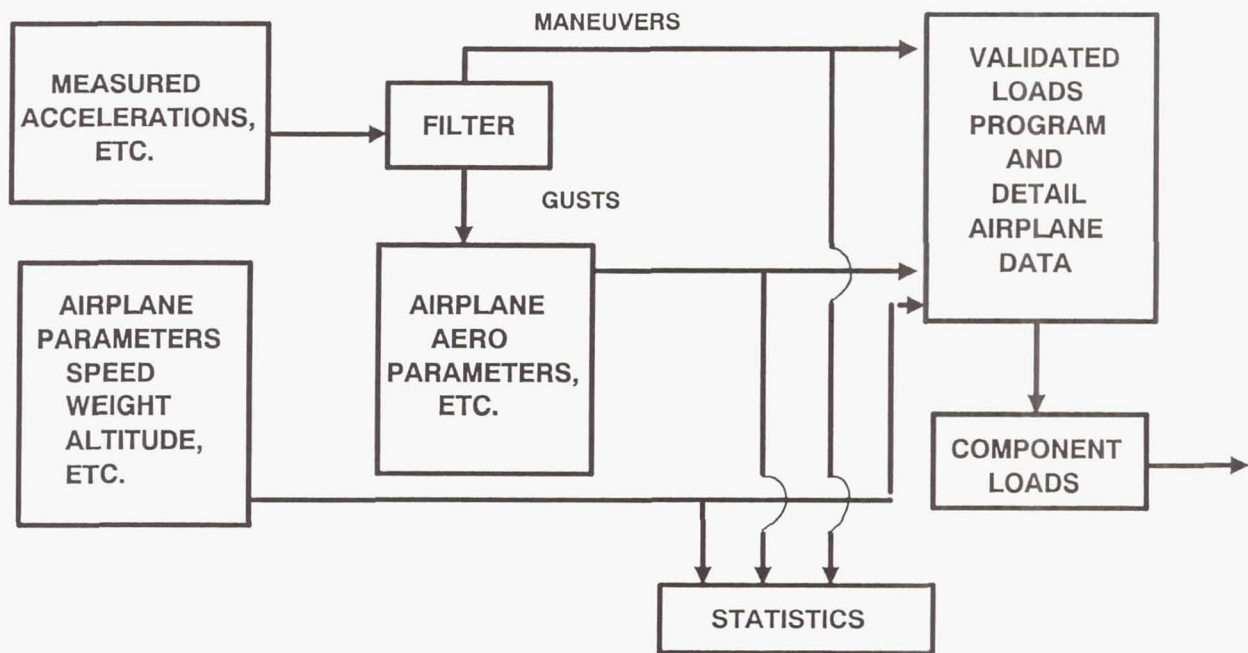 MANEUVERS
MEASURED
ACCELERATIONS,
ETC.
FILTER
GUSTS
VALIDATED
LOADS
PROGRAM
AND
DETAIL
AIRPLANE
DATA
AIRPLANE
PARAMETERS
SPEED
WEIGHT
ALTITUDE,
ETC.
AIRPLANE
AERO
PARAMETERS,
ETC.
COMPONENT
LOADS
STATISTICS